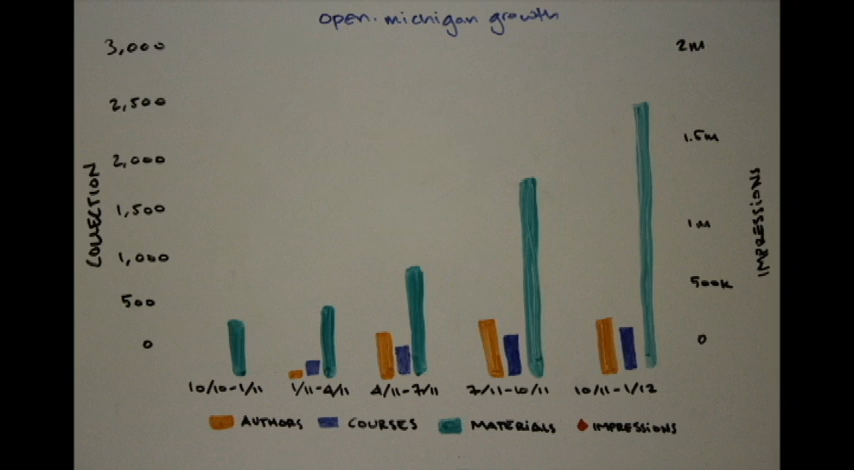 open.michigan growth
3,000
2,500
2,000
1,500
1,000
500
0
COLLECTION
2m
1.5m
1m
500k
0
IMPRESSIONS
10/10-1/11
1/11-4/11
4/11-7/11
7/11-10/11
10/11-1/12
AUTHORS COURSES MATERIALS IMPRESSIONS